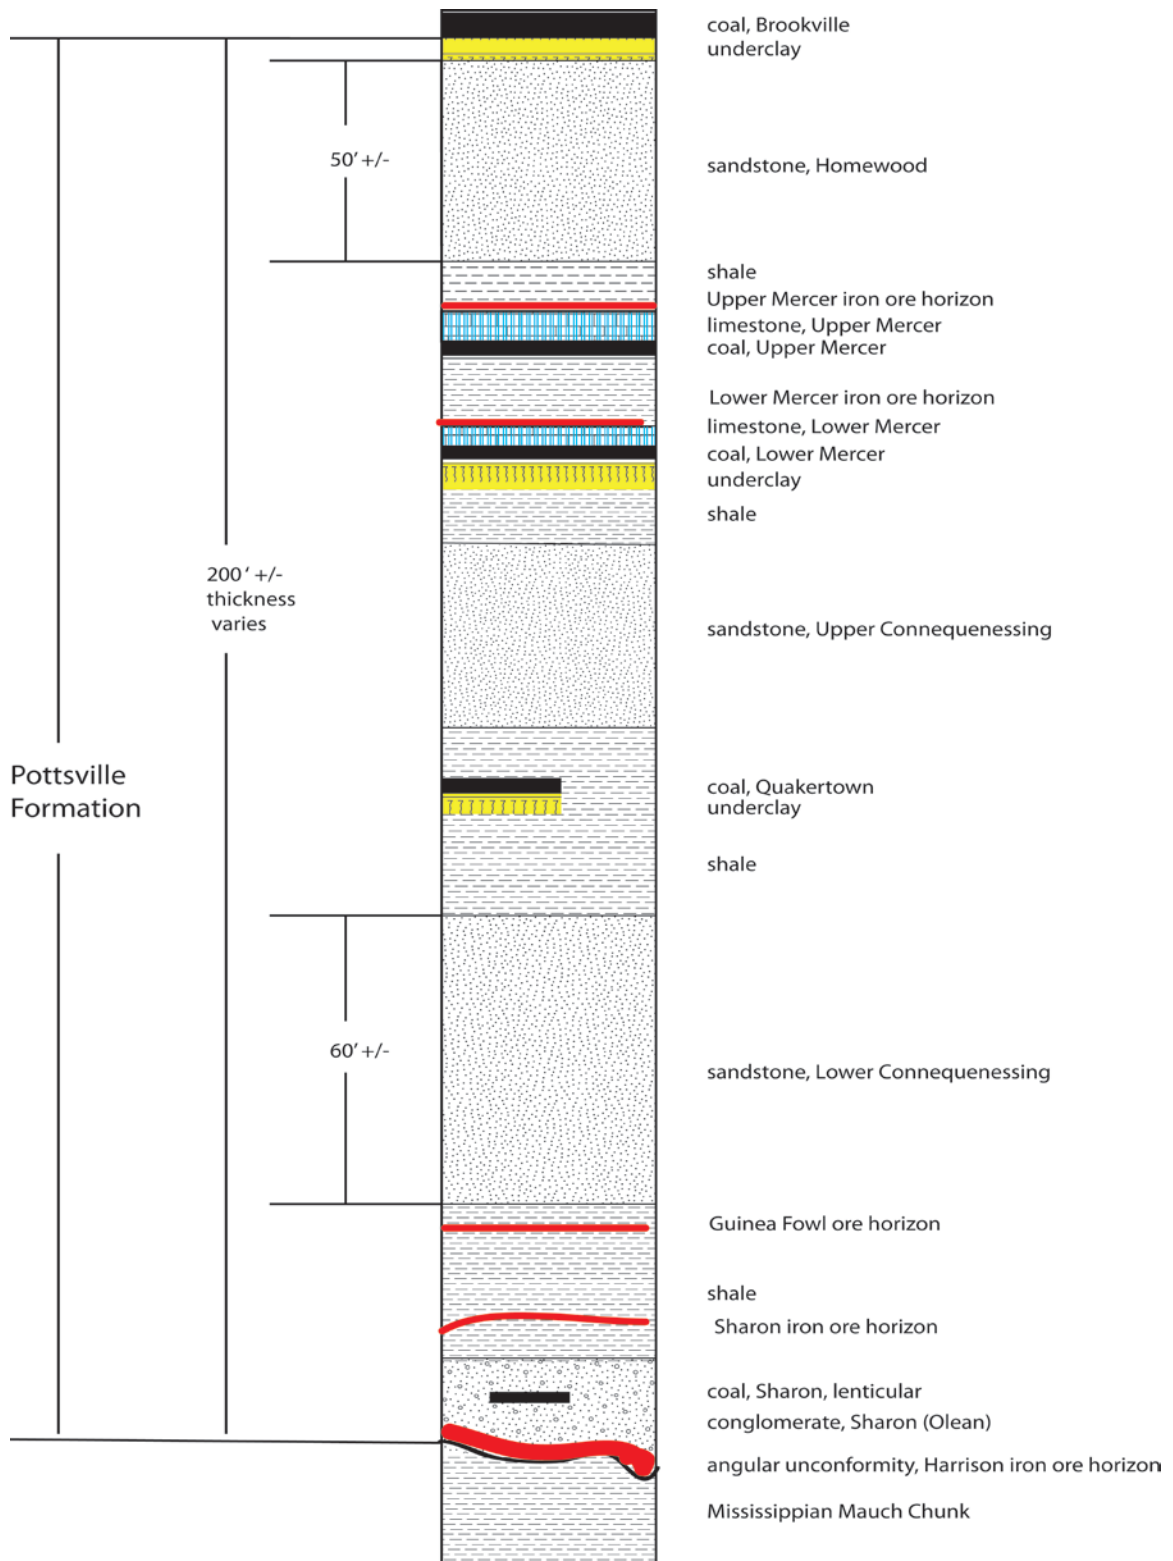 coal, Brookville
underclay
50' +/-
sandstone, Homewood
shale
Upper Mercer iron ore horizon
limestone, Upper Mercer
coal, Upper Mercer
Lower Mercer iron ore horizon
limestone, Lower Mercer
coal, Lower Mercer
underclay
shale
200 ' +/-
thickness
varies
sandstone, Upper Connequenessing
Pottsville
Formation
coal, Quakertown
underclay
shale
60' +/-
sandstone, Lower Connequenessing
Guinea Fowl ore horizon
shale
Sharon iron ore horizon
coal, Sharon, lenticular
conglomerate, Sharon (Olean)
angular unconformity, Harrison iron ore horizon
Mississippian Mauch Chunk